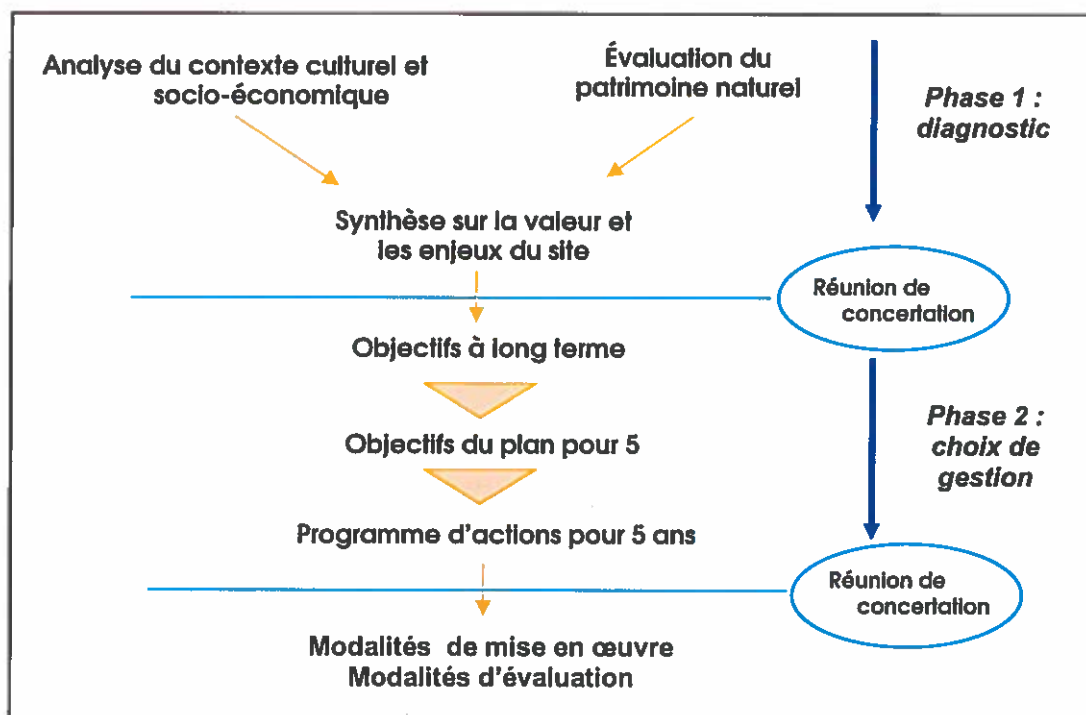 Analyse du contexte culturel et
socio-économique
Évaluation du
patrimoine naturel
Phase 1 :
diagnostic
Synthèse sur la valeur et
les enjeux du site
Réunion de
concertation
Objectifs à long terme
Objectifs du plan pour 5
Phase 2 :
choix de
gestion
Programme d'actions pour 5 ans
Réunion de
concertation
Modalités de mise en œuvre
Modalités d'évaluation